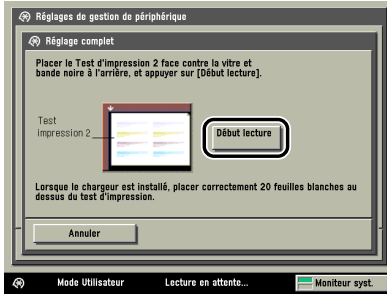 Réglages de gestion de périphérique
Réglage complet
Placer le Test d'impression 2 face contre la vitre et
bande noire à l'arrière, et appuyer sur [Début lecture].
Test
impression 2
Début lecture
Lorsque le chargeur est installé, placer correctement 20 feuilles blanches au
dessus du test d'impression.
Annuler
Mode Utilisateur Lecture en attente... Moniteur syst.